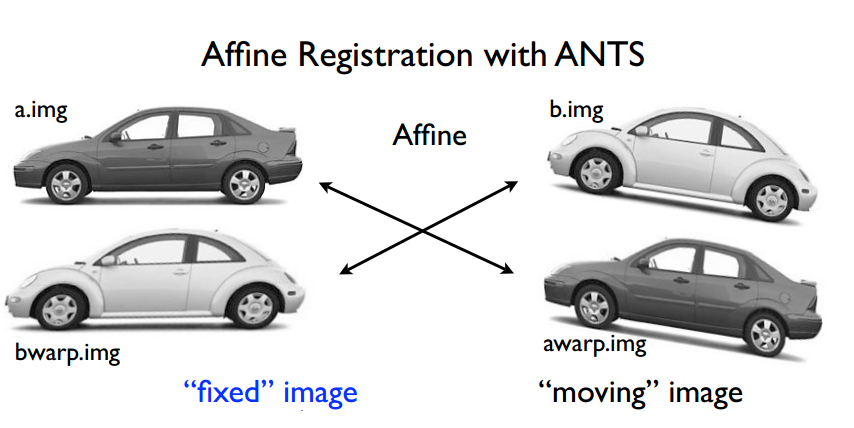 Affine Registration with ANTS
a.img
b.img
Affine
bwarp.img
awarp.img
“fixed” image
“moving” image